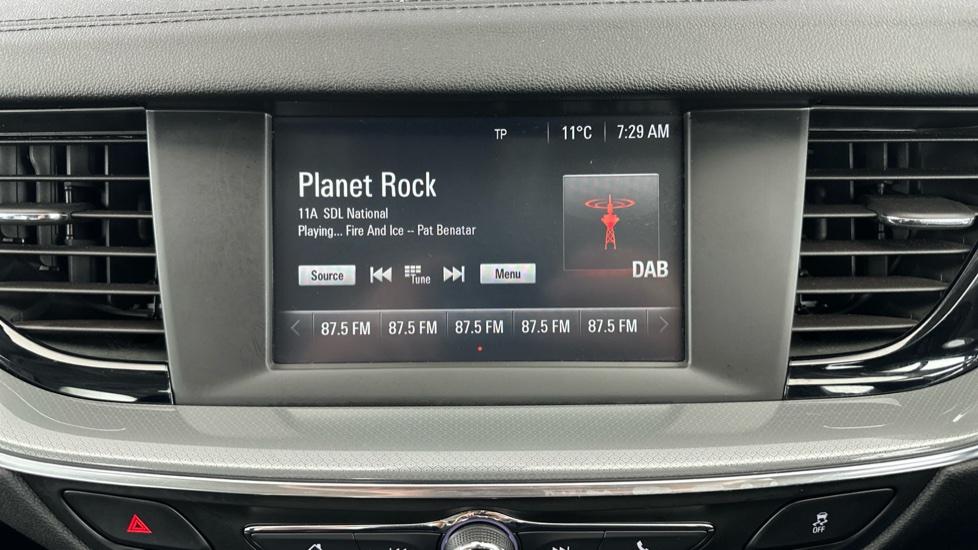 TP 11°C 7:29 AM
Planet Rock
11A SDL National
Playing... Fire And Ice -- Pat Benatar
DAB
Source Tune Menu
87.5 FM 87.5 FM 87.5 FM 87.5 FM 87.5 FM
OFF